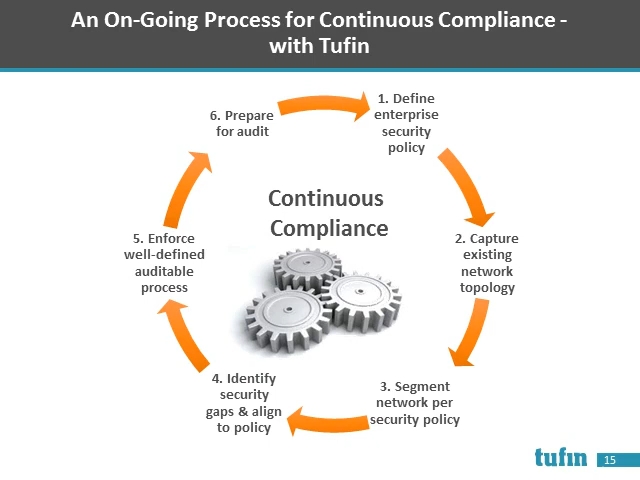 An On-Going Process for Continuous Compliance -
with Tufin
1. Define
enterprise
security
policy
2. Capture
existing
network
topology
3. Segment
network per
security policy
4. Identify
security
gaps & align
to policy
5. Enforce
well-defined
auditable
process
6. Prepare
for audit
Continuous
Compliance
tufin
15